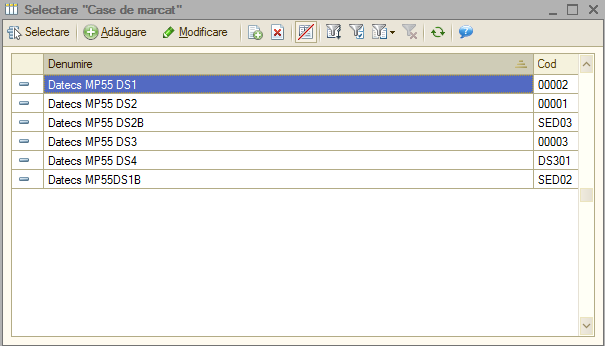 Selectare "Case de marcat"
Selectare Adăugare Modificare
Denumire Cod
Datecs MP55 DS1 00002
Datecs MP55 DS2 00001
Datecs MP55 DS2B SED03
Datecs MP55 DS3 00003
Datecs MP55 DS4 DS301
Datecs MP55DS1B SED02